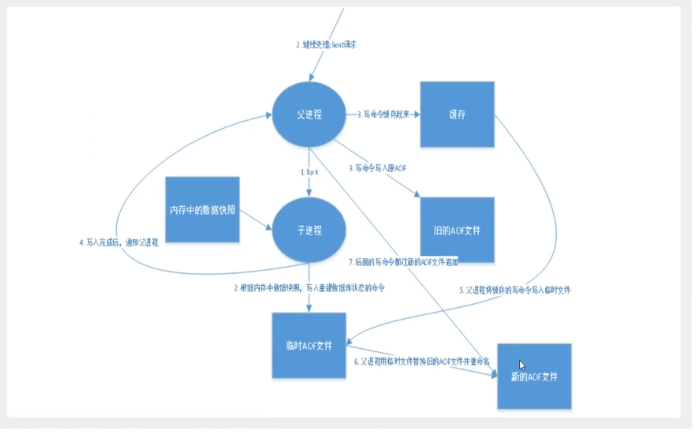 2. 继续处理client请求
父进程
3. 写命令缓存起来
缓存
1. fork
3. 写命令写入原AOF
内存中的数据快照
子进程
旧的AOF文件
4. 写入完成后，通知父进程
7. 后面的写命令都往新的AOF文件追加
2. 根据内存中数据快照，写入重建数据库状态的命令
5. 父进程将缓存的写命令写入临时文件
临时AOF文件
6. 父进程用临时文件替换旧的AOF文件并重命名
新的AOF文件